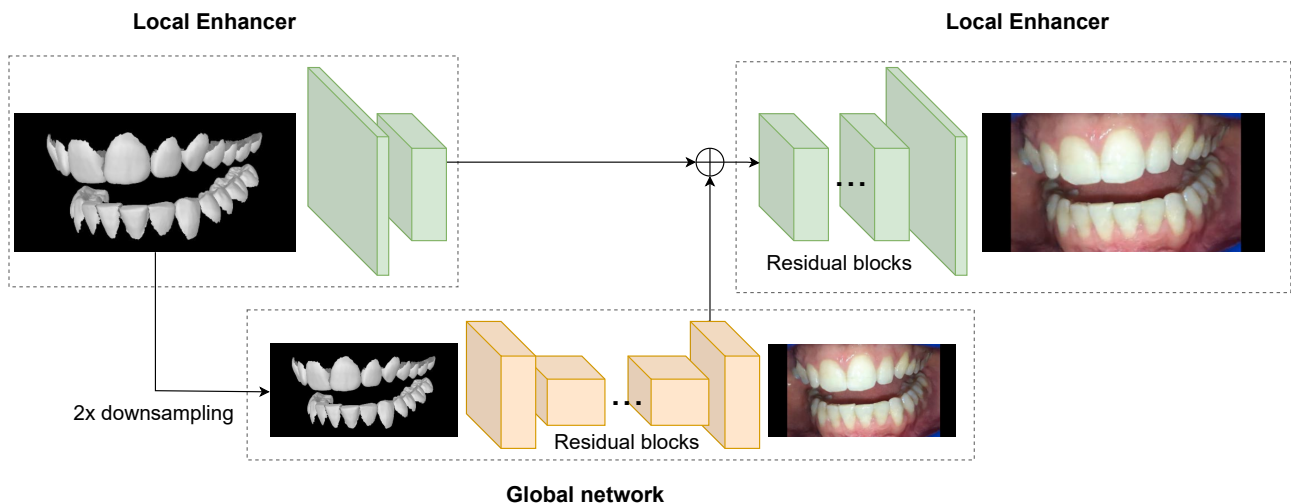 Local Enhancer
Local Enhancer
...
Residual blocks
2x downsampling
...
Residual blocks
Global network